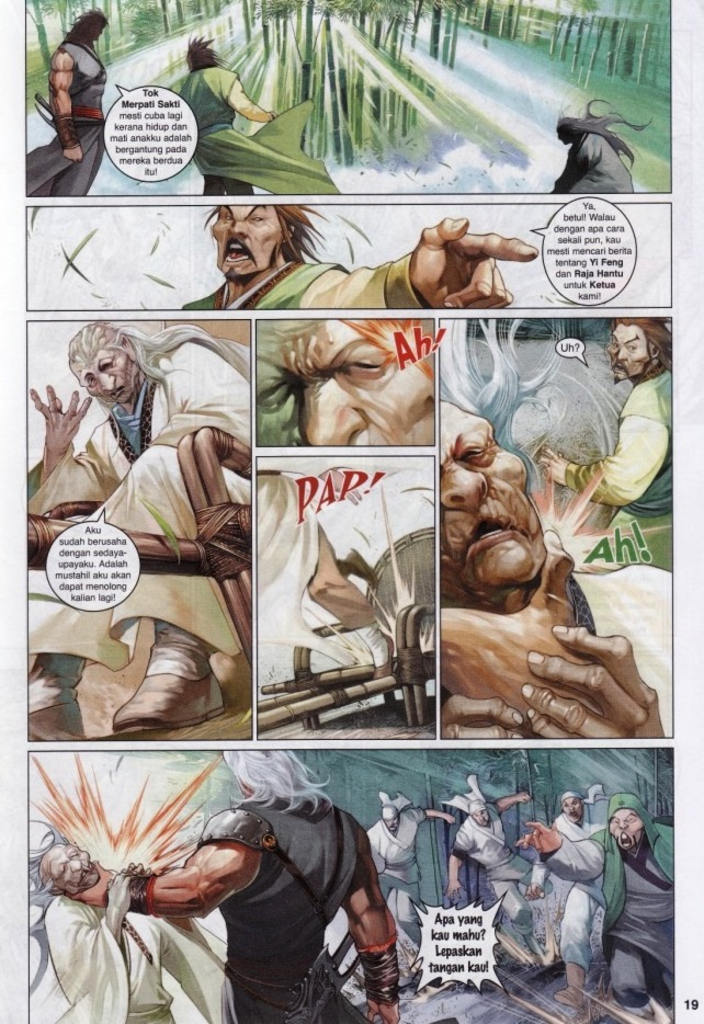 Tok
Merpati Sakti
mesti cuba lagi
kerana hidup dan
mati anakku adalah
bergantung pada
mereka berdua
itu!
Ya,
betul! Walau
dengan apa cara
sekali pun, kau
mesti mencari berita
tentang Yi Feng
dan Raja Hantu
untuk Ketua
kami!
Aku
sudah berusaha
dengan sedaya-
upayaku. Adalah
mustahil aku akan
dapat menolong
kalian lagi!
Ah!
PAP!
Uh?
Ah!
Apa yang
kau mahu?
Lepaskan
tangan kau!
19